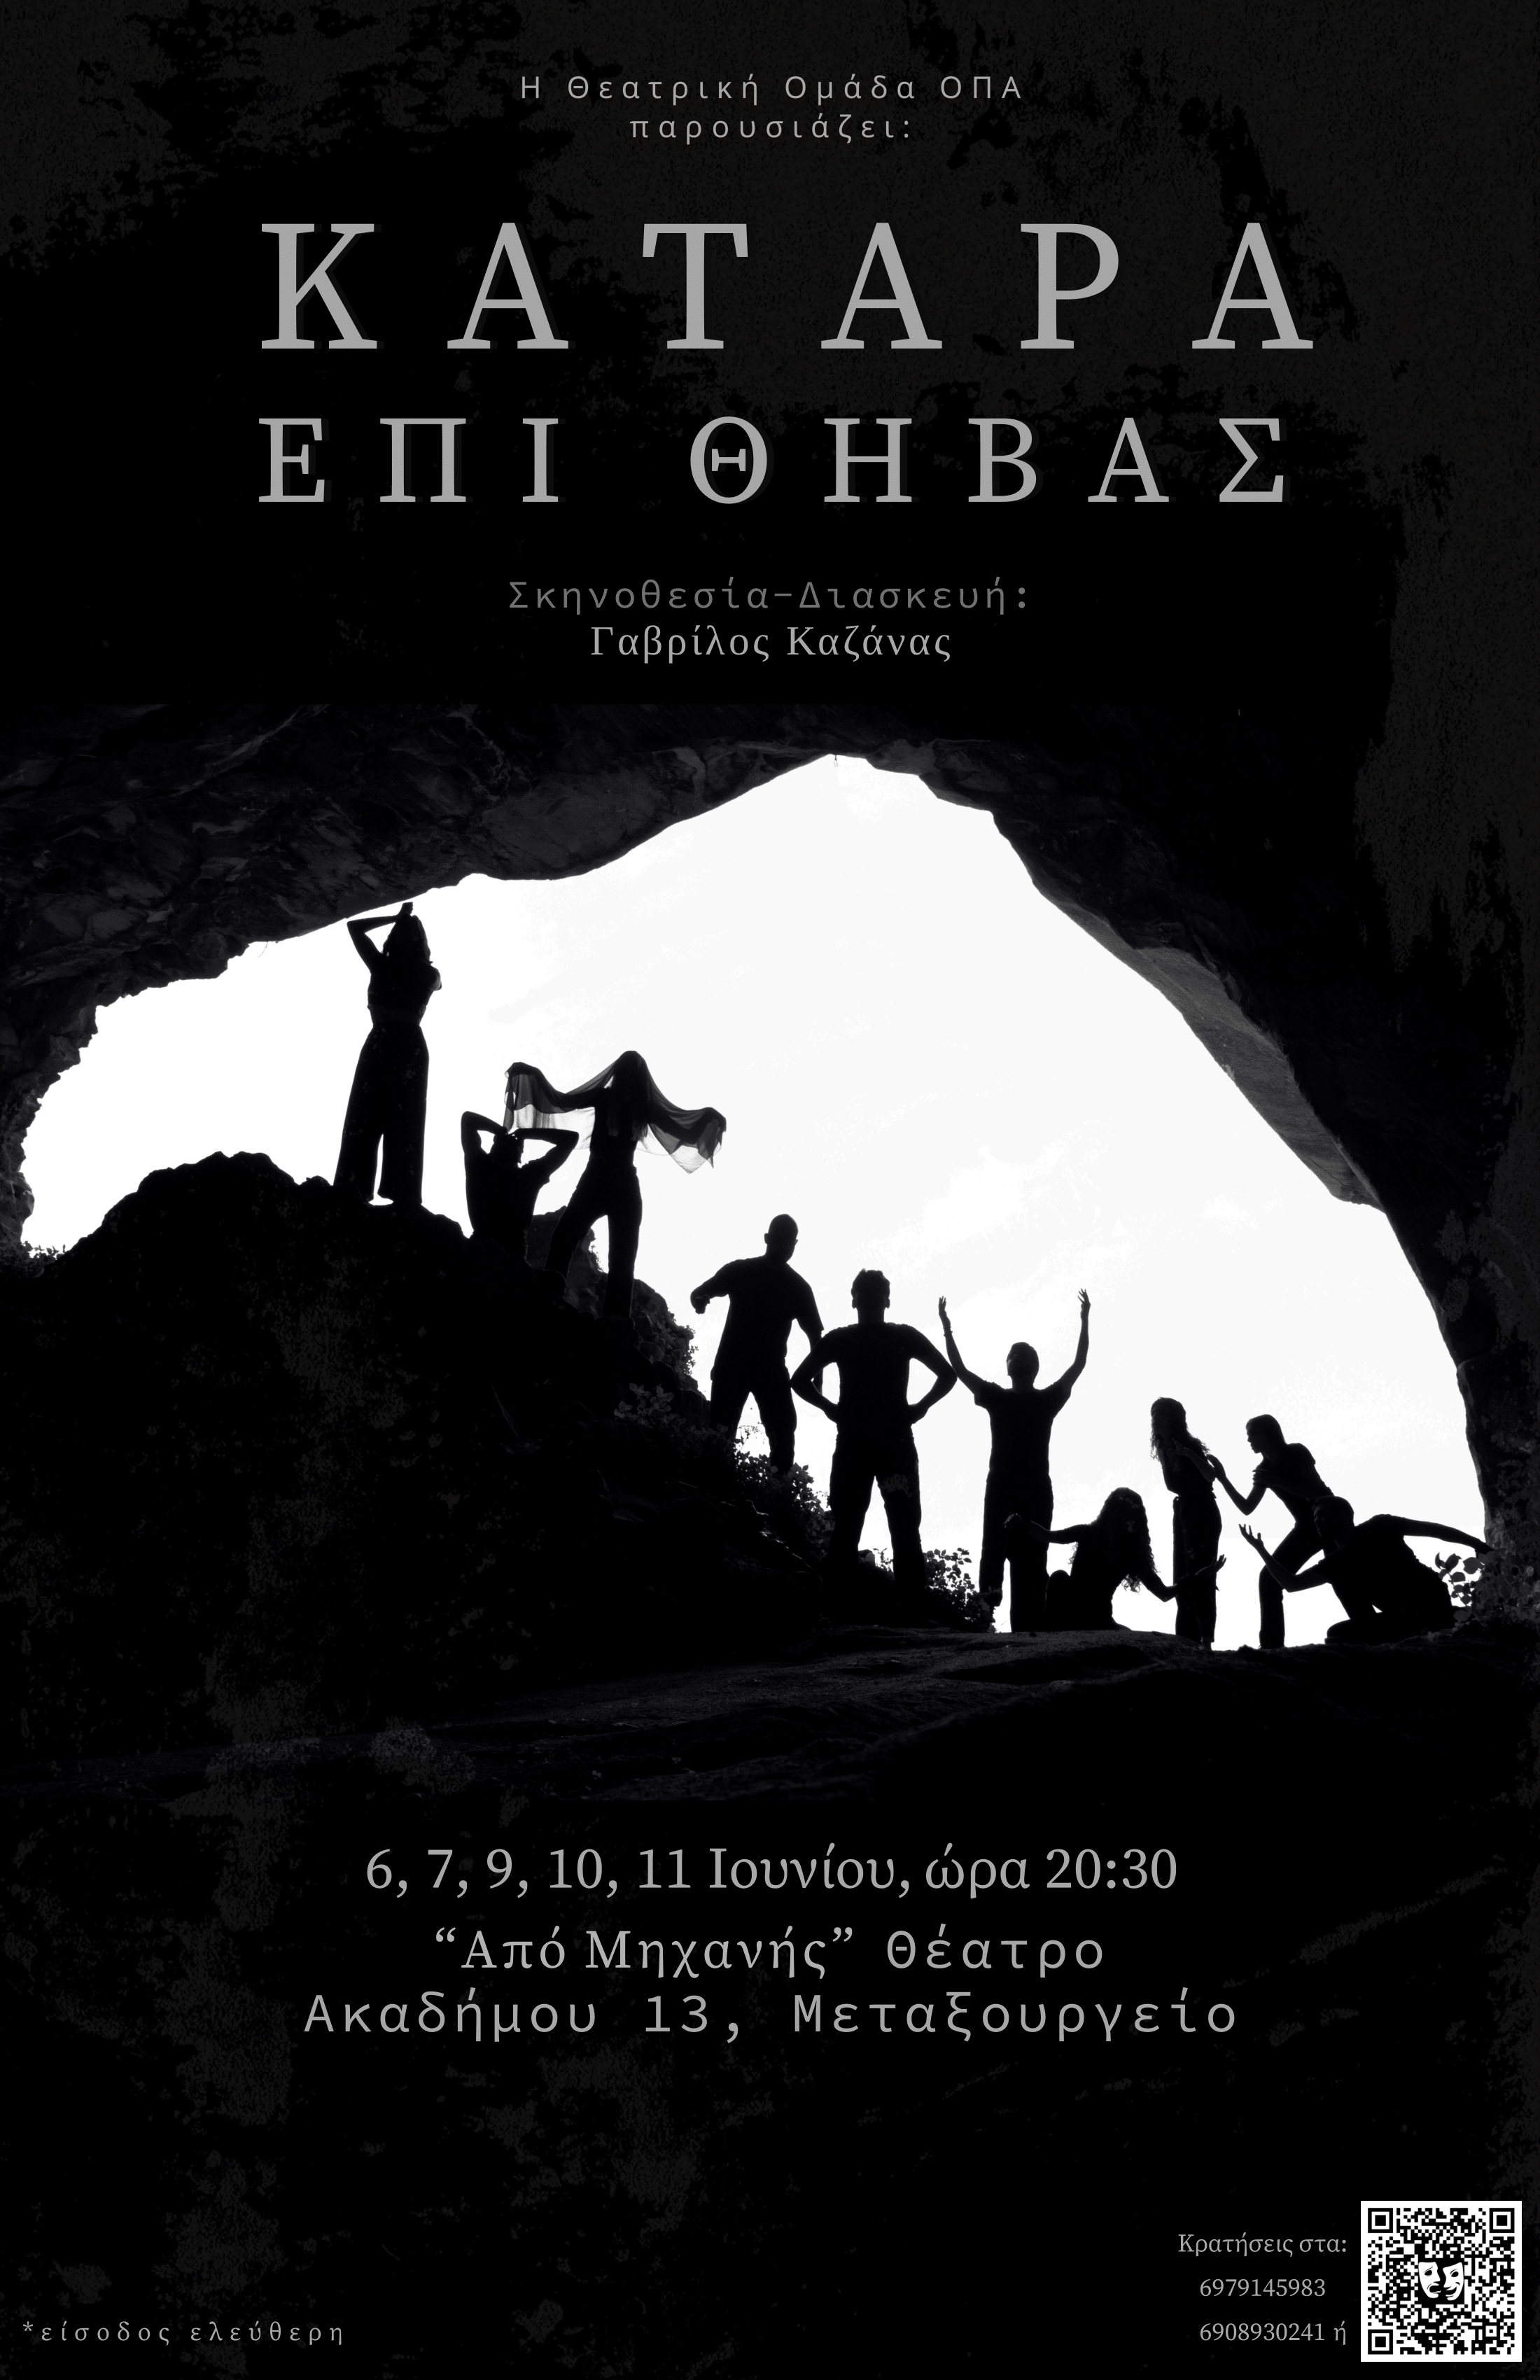 Η Θεατρική Ομάδα ΟΠΑ
παρουσιάζει:
ΚΑΤΑΡΑ
ΕΠΙ ΘΗΒΑΣ
Σκηνοθεσία-Διασκευή:
Γαβρίλος Καζάνας
6, 7, 9, 10, 11 Ιουνίου, ώρα 20:30
“Από Μηχανής” Θέατρο
Ακαδήμου 13, Μεταξουργείο
Κρατήσεις στα:
6979145983
6908930241 ή
*είσοδος ελεύθερη